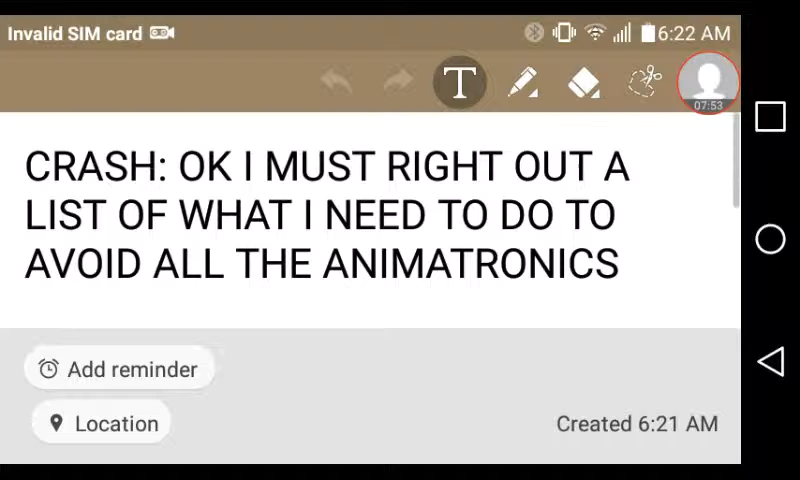 Invalid SIM card
6:22 AM
T
07:53
CRASH: OK I MUST RIGHT OUT A
LIST OF WHAT I NEED TO DO TO
AVOID ALL THE ANIMATRONICS
Add reminder
Location
Created 6:21 AM